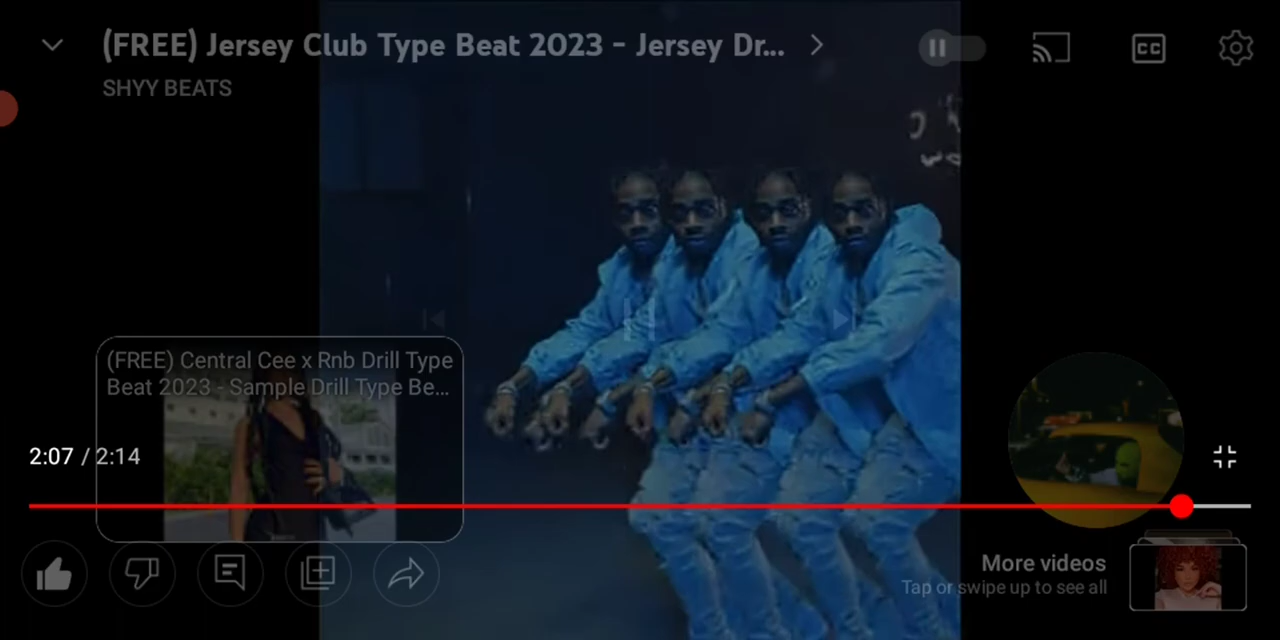 (FREE) Jersey Club Type Beat 2023 - Jersey Dr...
SHYY BEATS
CC
(FREE) Central Cee x Rnb Drill Type
Beat 2023 - Sample Drill Type Be...
2:07 / 2:14
More videos
Tap or swipe up to see all